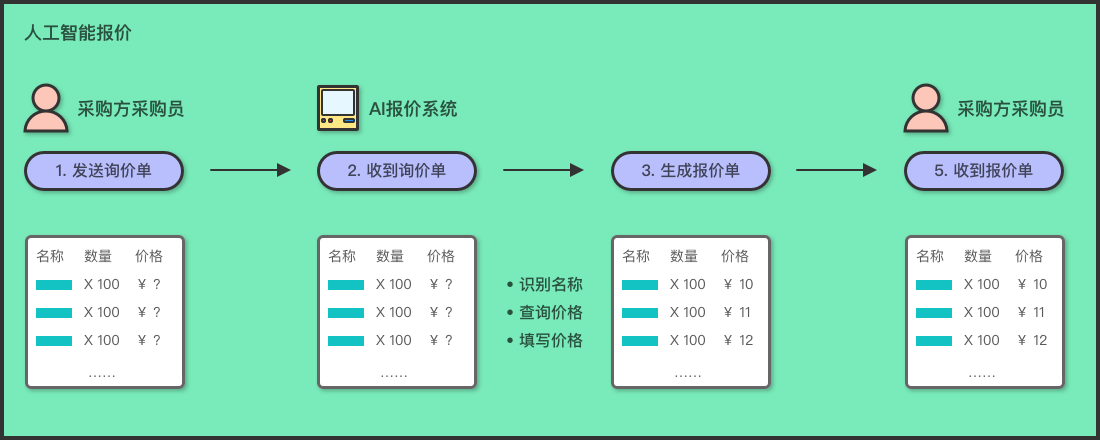 人工智能报价
采购方采购员
AI报价系统
采购方采购员
1. 发送询价单
2. 收到询价单
3. 生成报价单
5. 收到报价单
名称 数量 价格
X 100 ¥ ?
X 100 ¥ ?
X 100 ¥ ?
......
名称 数量 价格
X 100 ¥ ?
X 100 ¥ ?
X 100 ¥ ?
......
• 识别名称
• 查询价格
• 填写价格
名称 数量 价格
X 100 ¥ 10
X 100 ¥ 11
X 100 ¥ 12
......
名称 数量 价格
X 100 ¥ 10
X 100 ¥ 11
X 100 ¥ 12
......